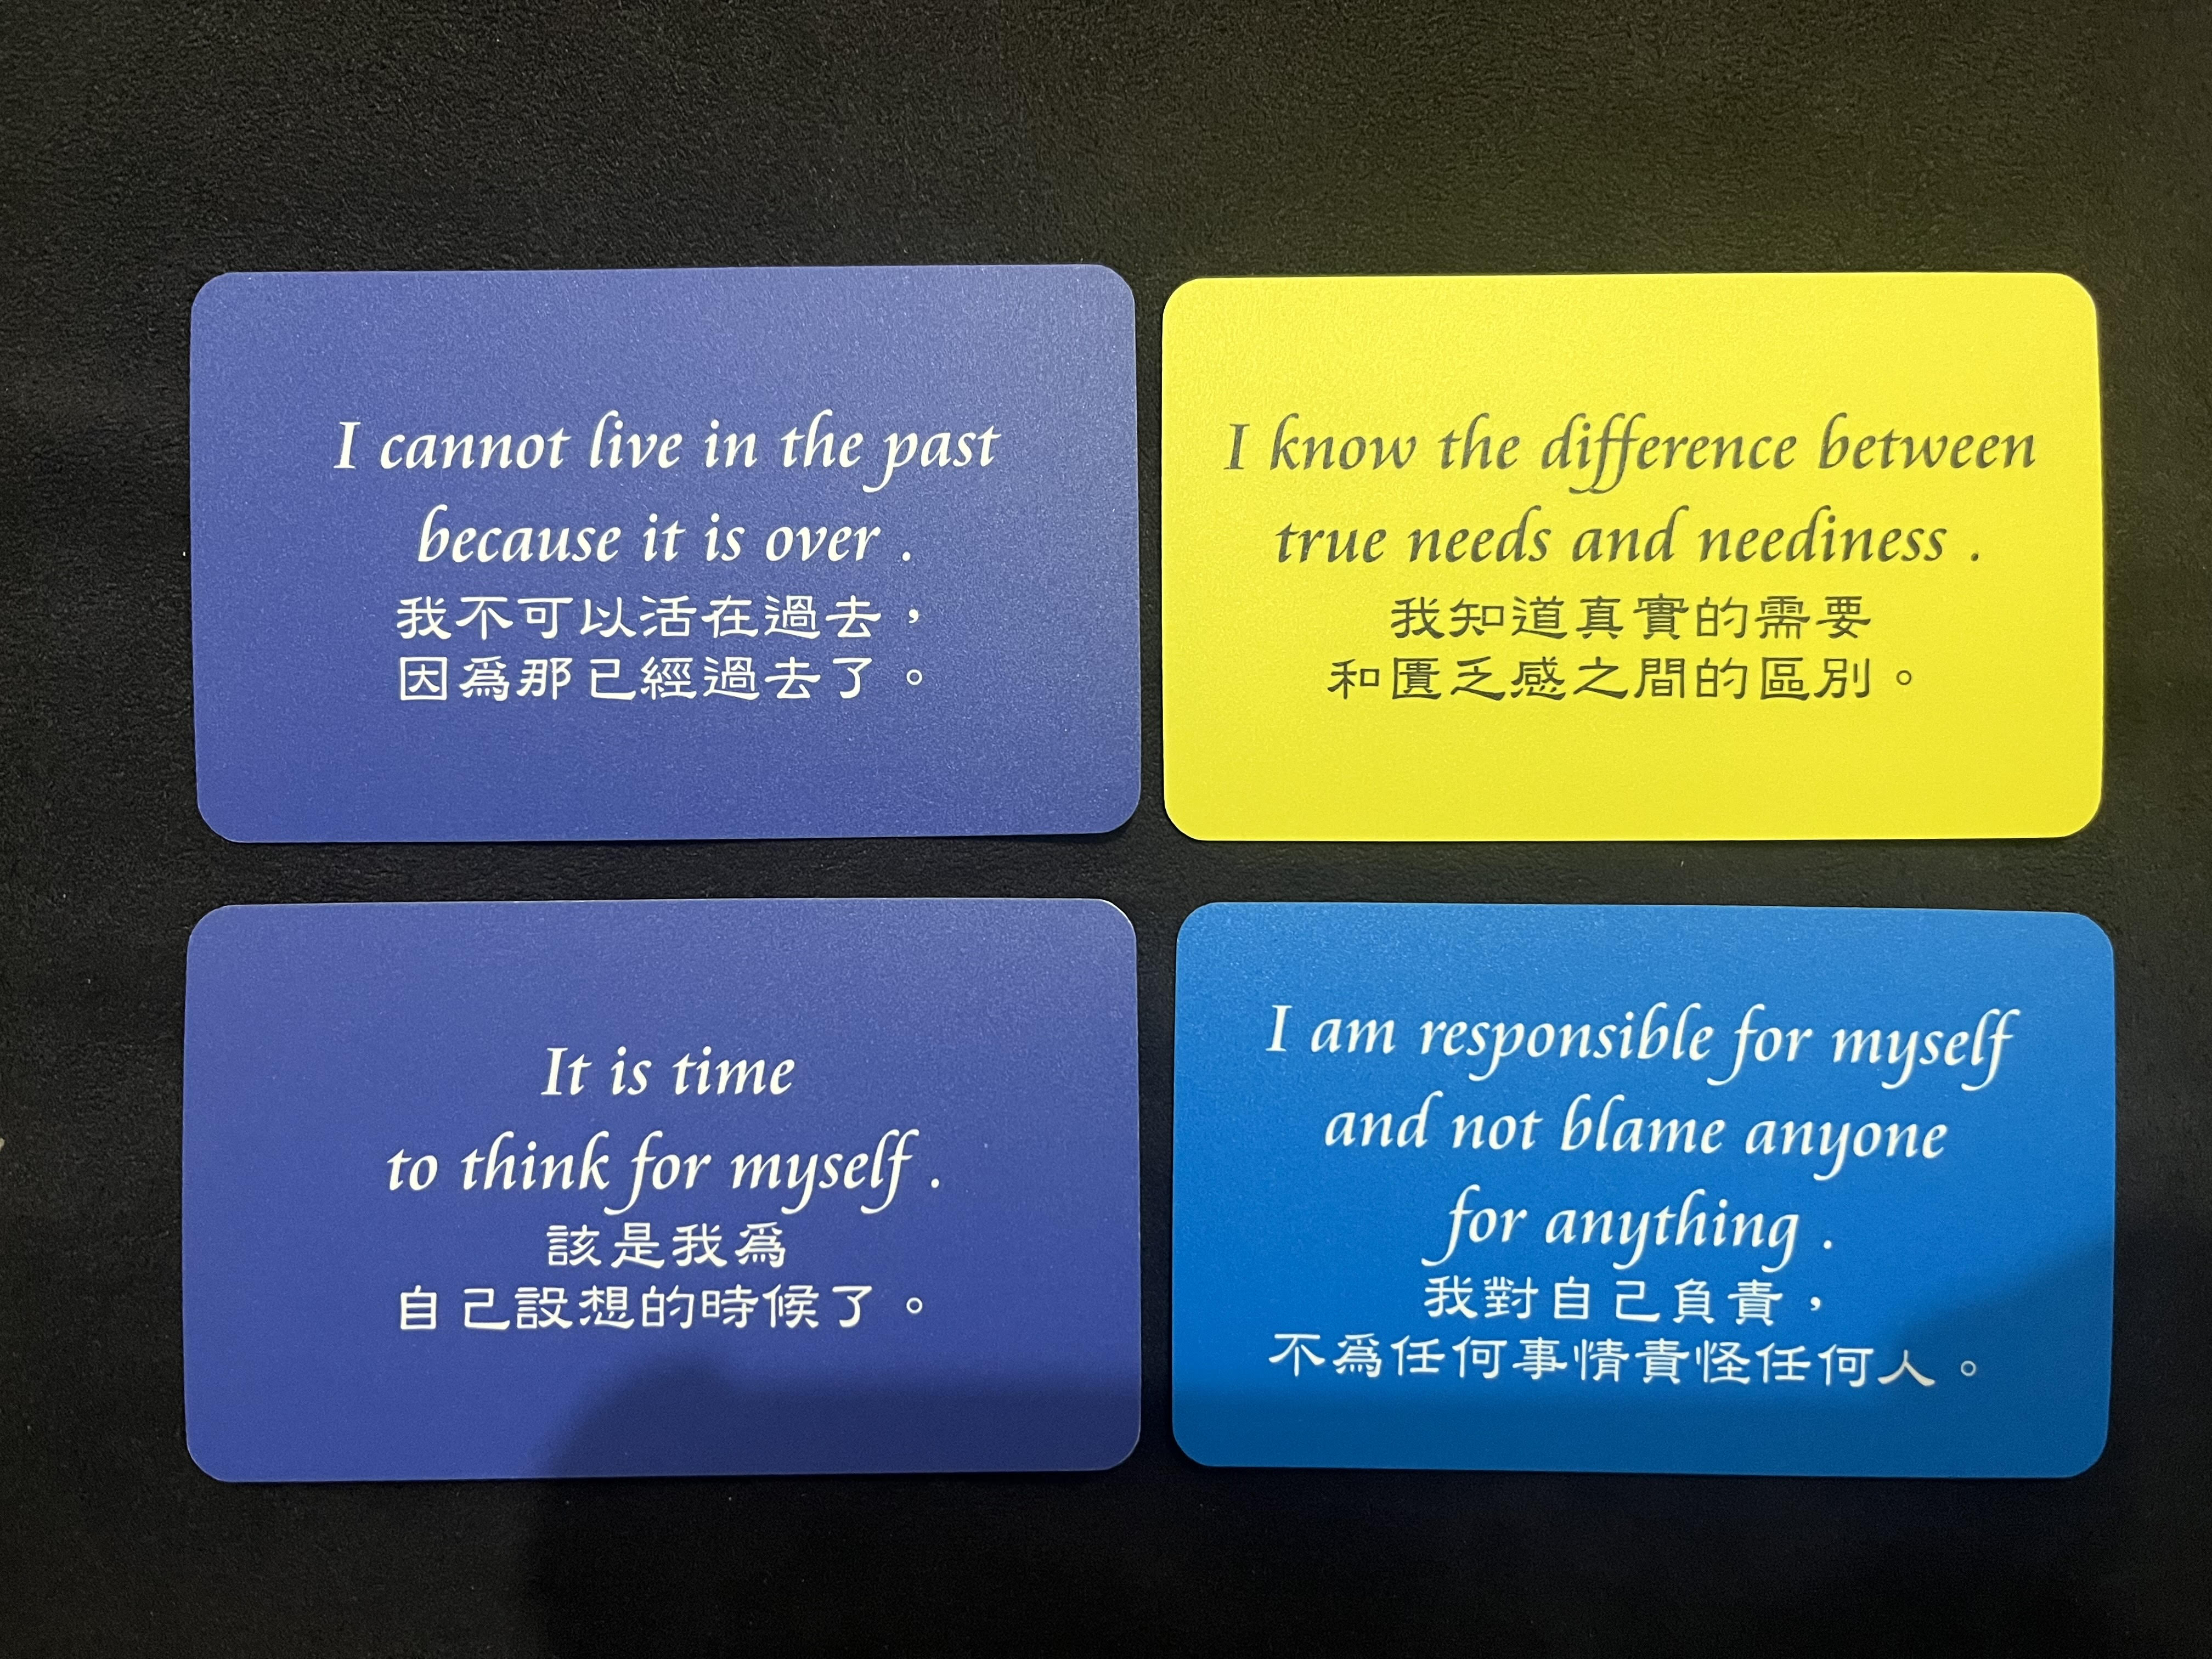 I cannot live in the past
because it is over .
我不可以活在過去，
因爲那已經過去了。
I know the difference between
true needs and neediness .
我知道真實的需要
和匱乏感之間的區別。
It is time
to think for myself .
該是我爲
自己設想的時候了。
I am responsible for myself
and not blame anyone
for anything .
我對自己負責，
不爲任何事情責怪任何人。